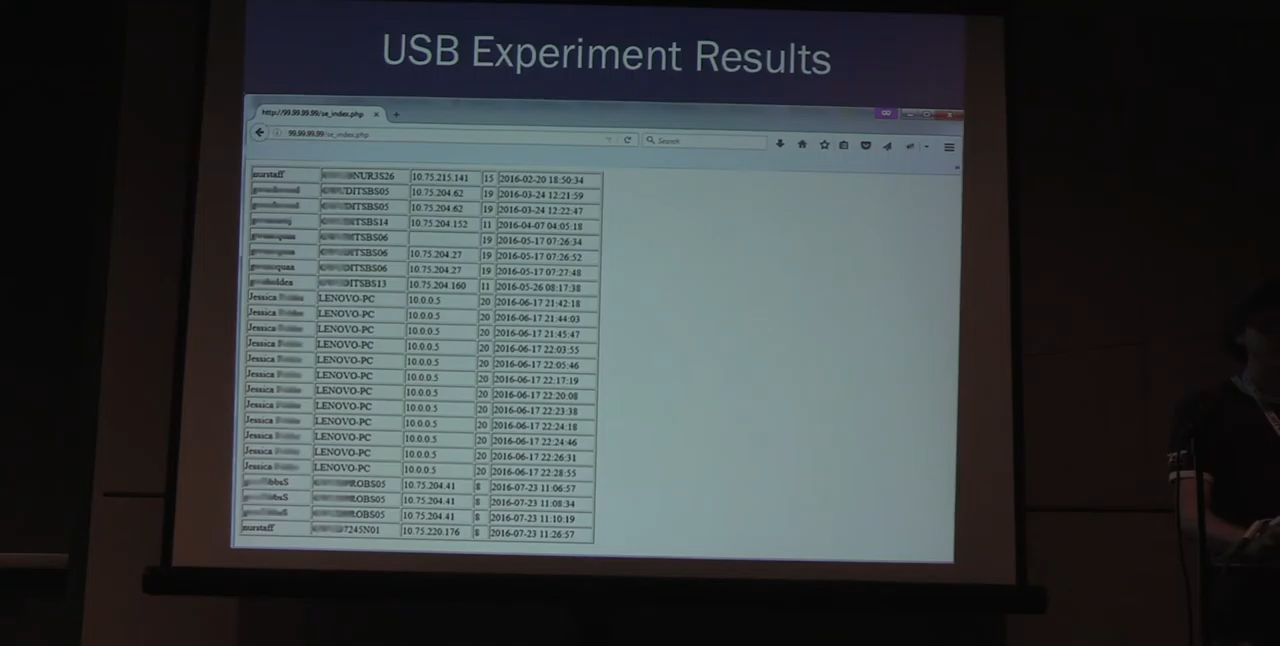 USB Experiment Results
http://99.99.99.99/se_index.php
99.99.99.99/se_index.php Search
nurstaff NUR3S26 10.75.215.141 15 2016-02-20 18:50:34
DITSBS05 10.75.204.62 19 2016-03-24 12:21:59
DITSBS05 10.75.204.62 19 2016-03-24 12:22:47
DITSBS14 10.75.204.152 11 2016-04-07 04:05:18
DITSBS06 19 2016-05-17 07:26:34
DITSBS06 10.75.204.27 19 2016-05-17 07:26:52
DITSBS06 10.75.204.27 19 2016-05-17 07:27:48
DITSBS13 10.75.204.160 11 2016-05-26 08:17:38
Jessica LENOVO-PC 10.0.0.5 20 2016-06-17 21:42:18
Jessica LENOVO-PC 10.0.0.5 20 2016-06-17 21:44:03
Jessica LENOVO-PC 10.0.0.5 20 2016-06-17 21:45:47
Jessica LENOVO-PC 10.0.0.5 20 2016-06-17 22:03:55
Jessica LENOVO-PC 10.0.0.5 20 2016-06-17 22:05:46
Jessica LENOVO-PC 10.0.0.5 20 2016-06-17 22:17:19
Jessica LENOVO-PC 10.0.0.5 20 2016-06-17 22:20:08
Jessica LENOVO-PC 10.0.0.5 20 2016-06-17 22:23:38
Jessica LENOVO-PC 10.0.0.5 20 2016-06-17 22:24:18
Jessica LENOVO-PC 10.0.0.5 20 2016-06-17 22:24:46
Jessica LENOVO-PC 10.0.0.5 20 2016-06-17 22:26:31
Jessica LENOVO-PC 10.0.0.5 20 2016-06-17 22:28:55
ROBS05 10.75.204.41 8 2016-07-23 11:06:57
ROBS05 10.75.204.41 8 2016-07-23 11:08:34
ROBS05 10.75.204.41 8 2016-07-23 11:10:19
nurstaff 7245N01 10.75.220.176 8 2016-07-23 11:26:57